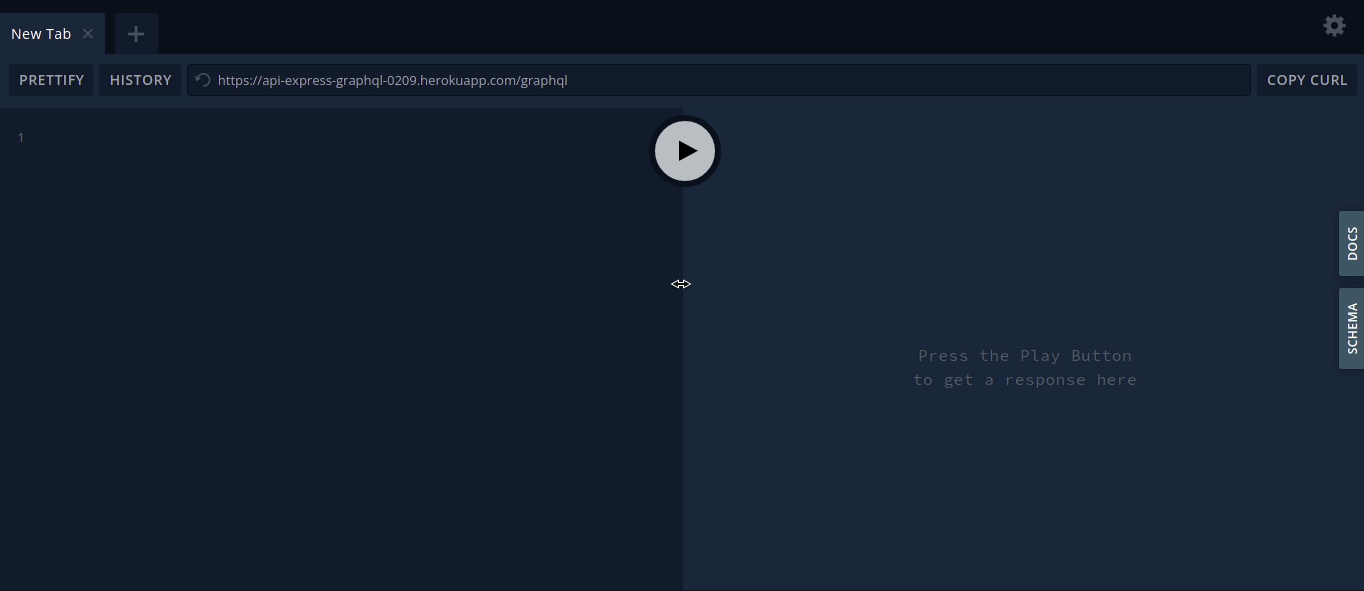 New Tab
PRETTIFY HISTORY https://api-express-graphql-0209.herokuapp.com/graphql COPY CURL
1
DOCS
SCHEMA
Press the Play Button
to get a response here